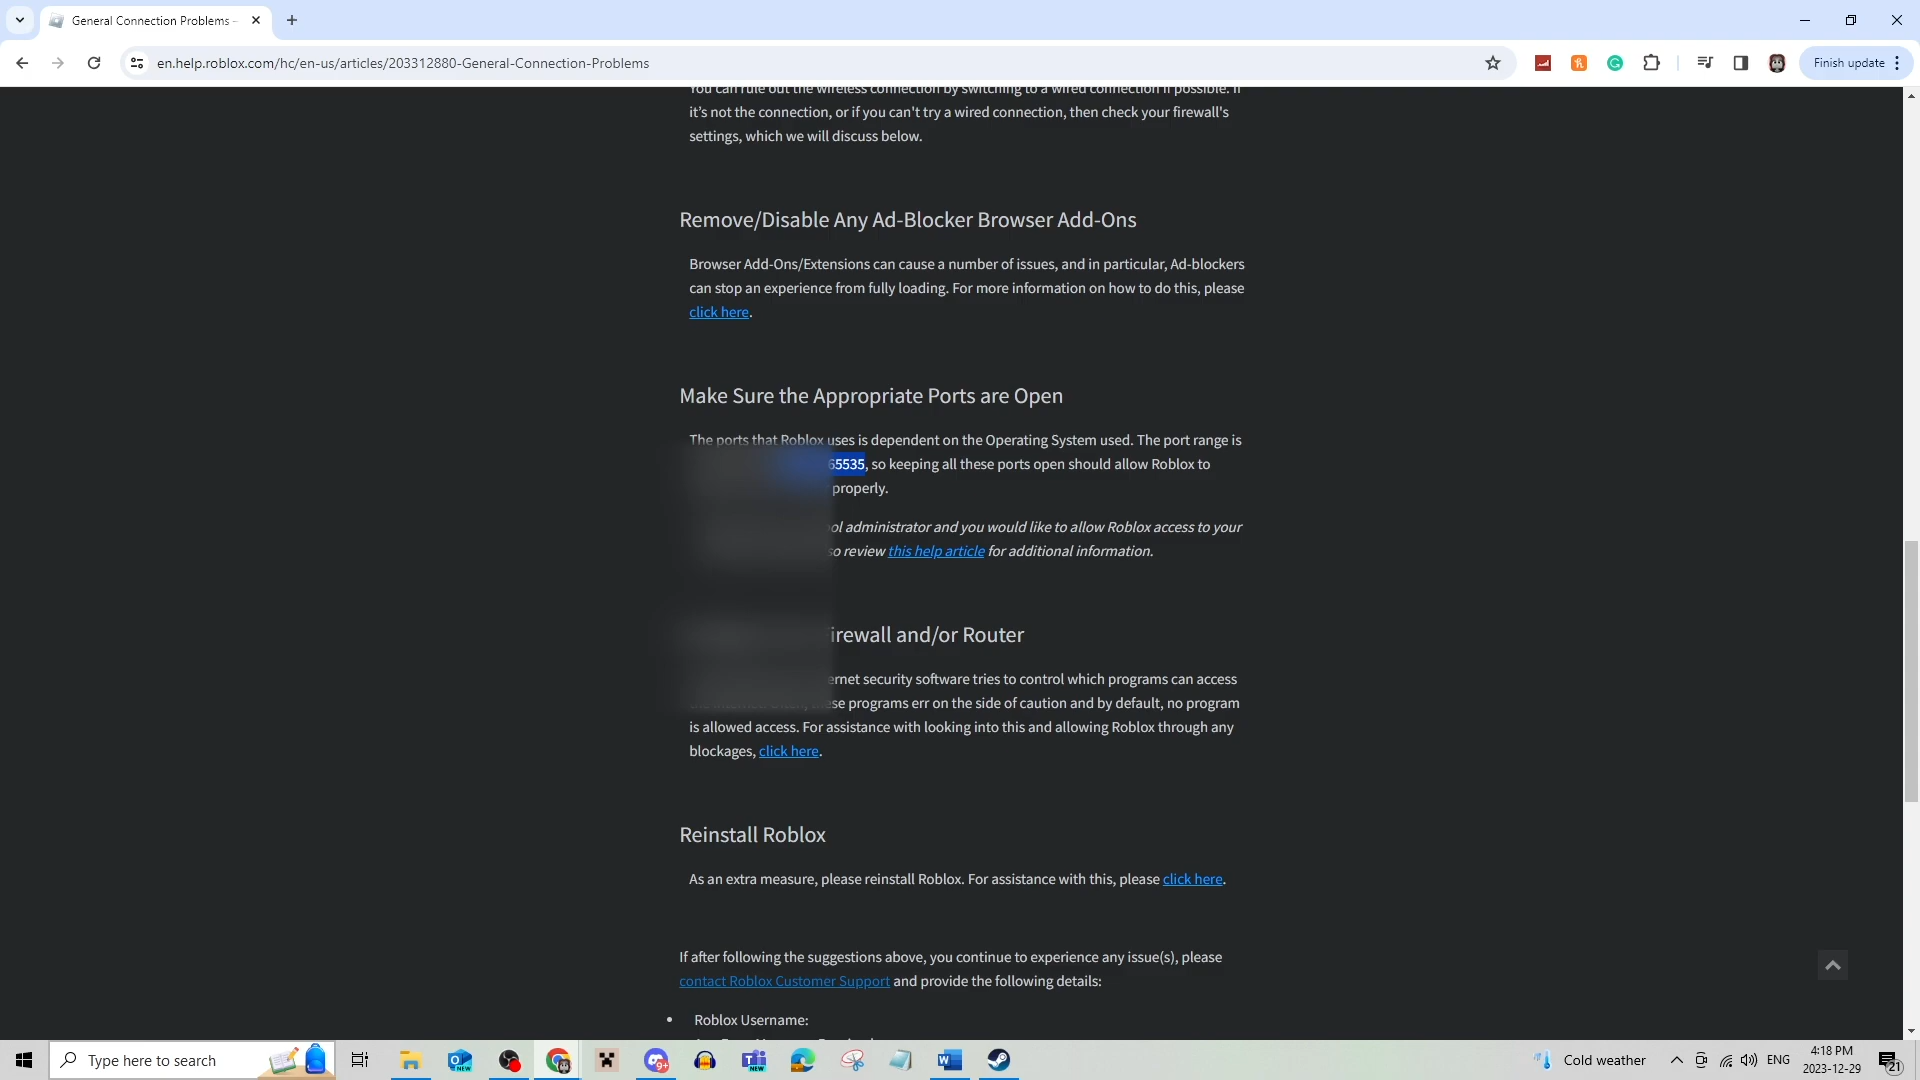 General Connection Problems -
en.help.roblox.com/hc/en-us/articles/203312880-General-Connection-Problems
Finish update
You can rule out the wireless connection by switching to a wired connection if possible. If
it's not the connection, or if you can't try a wired connection, then check your firewall's
settings, which we will discuss below.
Remove/Disable Any Ad-Blocker Browser Add-Ons
Browser Add-Ons/Extensions can cause a number of issues, and in particular, Ad-blockers
can stop an experience from fully loading. For more information on how to do this, please
click here.
Make Sure the Appropriate Ports are Open
The ports that Roblox uses is dependent on the Operating System used. The port range is
65535, so keeping all these ports open should allow Roblox to
properly.
ol administrator and you would like to allow Roblox access to your
so review this help article for additional information.
irewall and/or Router
ernet security software tries to control which programs can access
these programs err on the side of caution and by default, no program
is allowed access. For assistance with looking into this and allowing Roblox through any
blockages, click here.
Reinstall Roblox
As an extra measure, please reinstall Roblox. For assistance with this, please click here.
If after following the suggestions above, you continue to experience any issue(s), please
contact Roblox Customer Support and provide the following details:
• Roblox Username:
Type here to search
NEW
9+
NEW
Cold weather
ENG
4:18 PM
2023-12-29
21